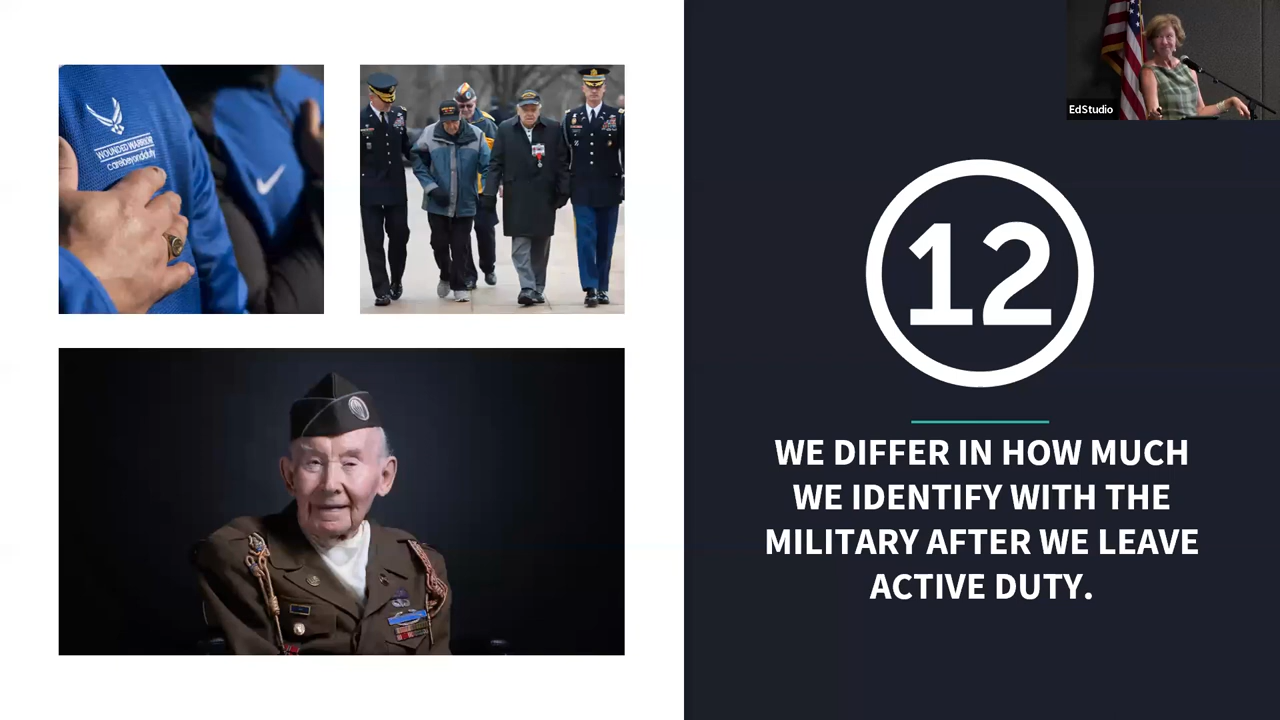 WOUNDED WARRIOR
carebeyondduty
EdStudio
12
WE DIFFER IN HOW MUCH
WE IDENTIFY WITH THE
MILITARY AFTER WE LEAVE
ACTIVE DUTY.